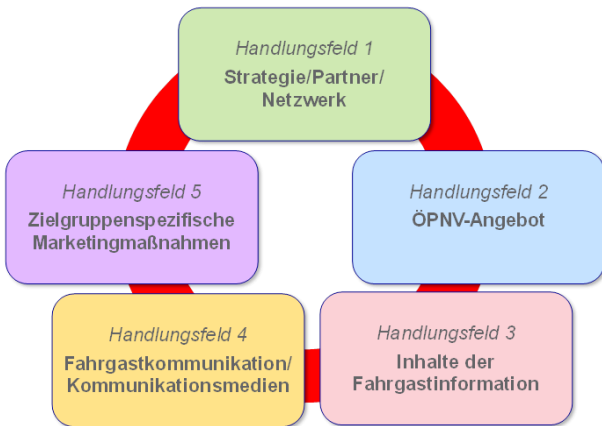 Handlungsfeld 1
Strategie/Partner/
Netzwerk
Handlungsfeld 2
ÖPNV-Angebot
Handlungsfeld 3
Inhalte der
Fahrgastinformation
Handlungsfeld 4
Fahrgastkommunikation/
Kommunikationsmedien
Handlungsfeld 5
Zielgruppenspezifische
Marketingmaßnahmen